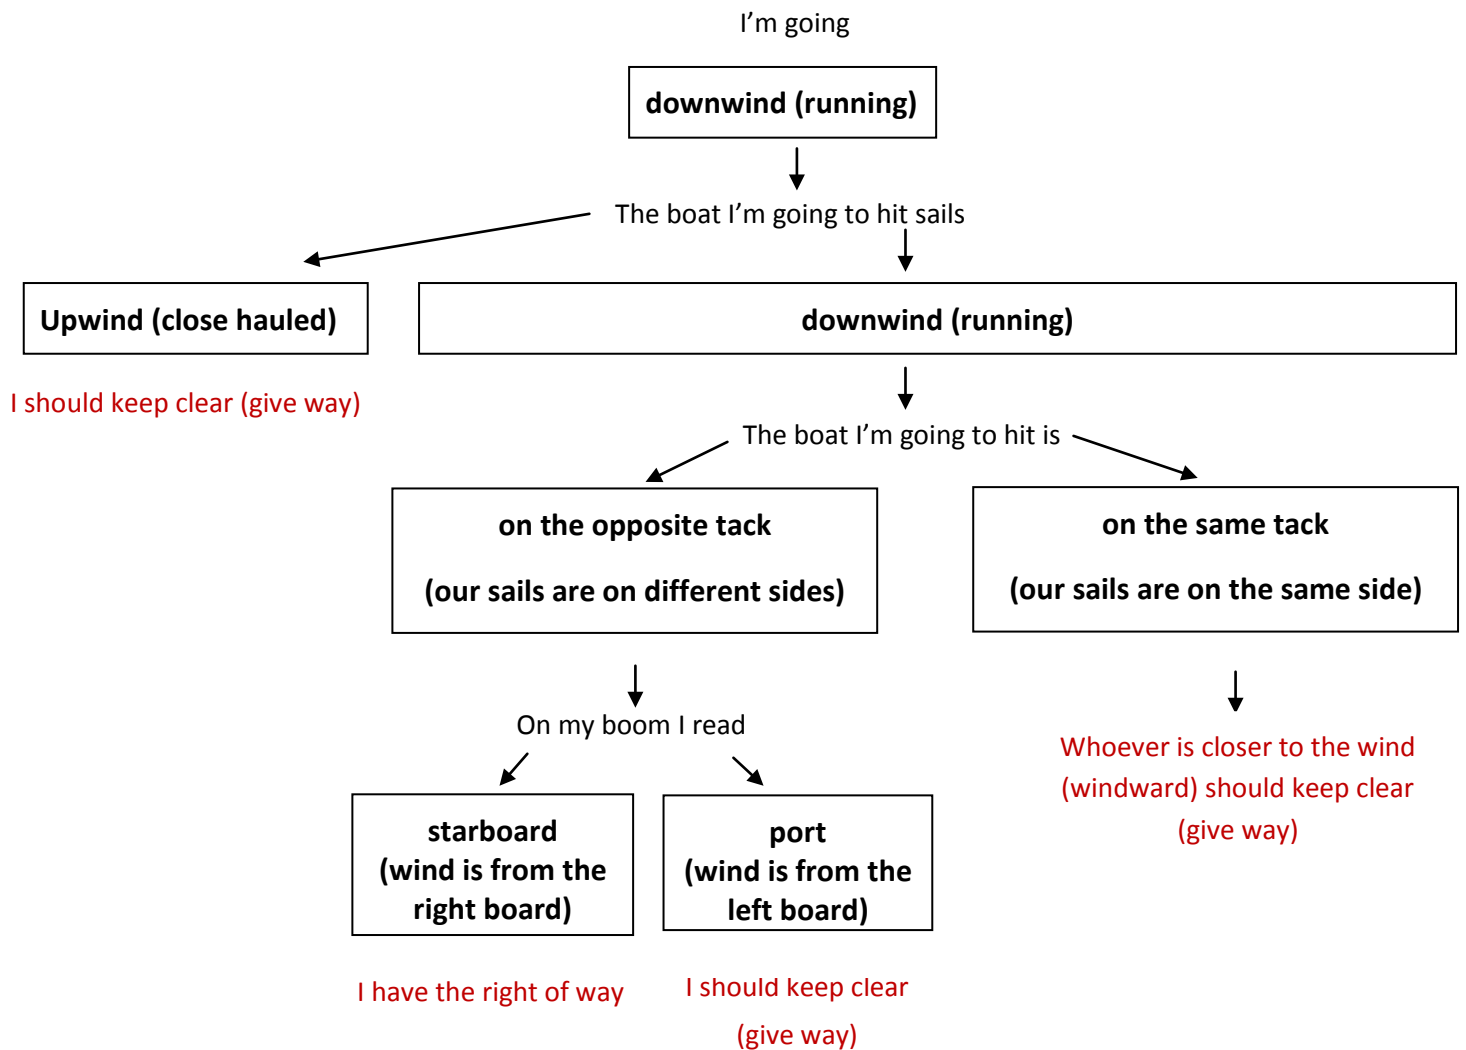 I’m going
downwind (running)
The boat I’m going to hit sails
Upwind (close hauled)
downwind (running)
I should keep clear (give way)
The boat I’m going to hit is
on the opposite tack
(our sails are on different sides)
on the same tack
(our sails are on the same side)
On my boom I read
Whoever is closer to the wind
(windward) should keep clear
(give way)
starboard
(wind is from the
right board)
port
(wind is from the
left board)
I have the right of way
I should keep clear
(give way)